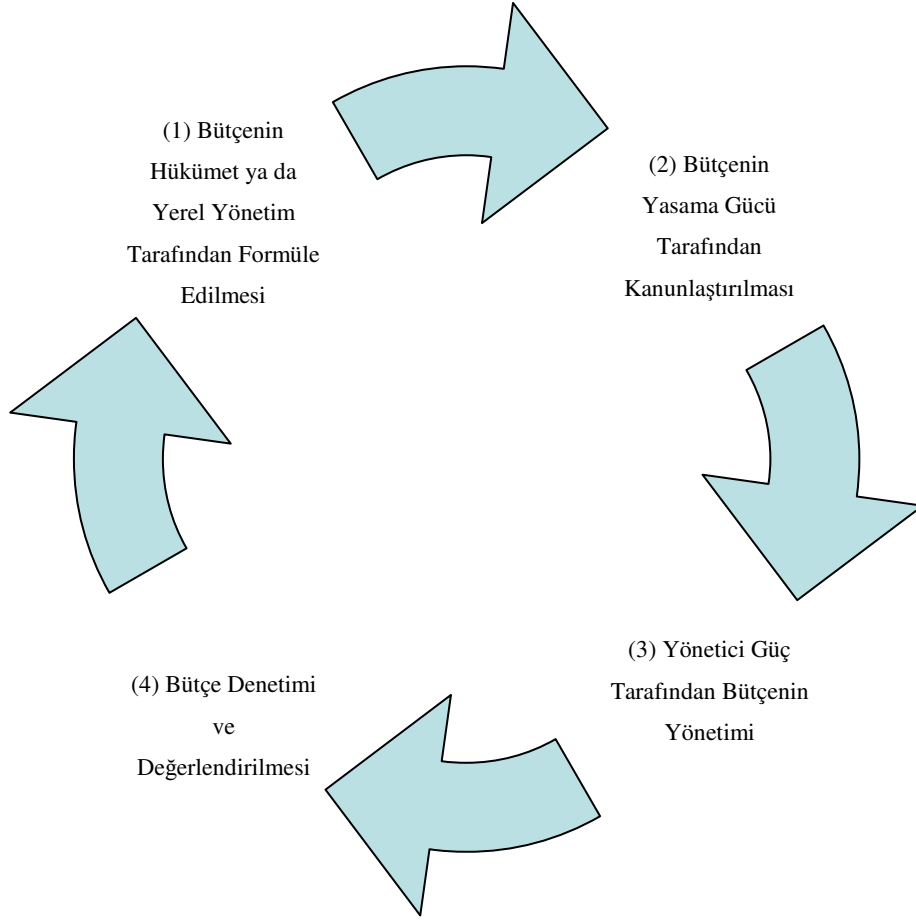 (1) Bütçenin
Hükümet ya da
Yerel Yönetim
Tarafından Formüle
Edilmesi
(2) Bütçenin
Yasama Gücü
Tarafından
Kanunlaştırılması
(3) Yönetici Güç
Tarafından Bütçenin
Yönetimi
(4) Bütçe Denetimi
ve
Değerlendirilmesi